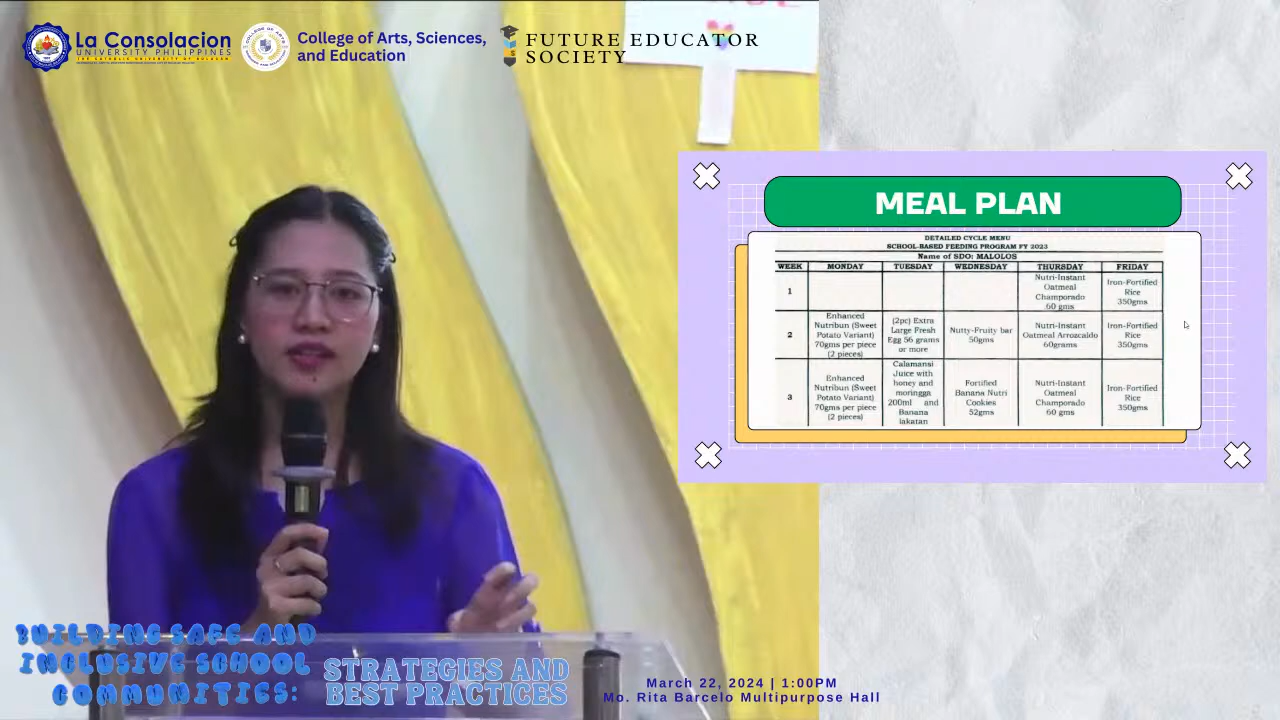 La Consolacion
UNIVERSITY PHILIPPINES
College of Arts, Sciences,
and Education
FUTURE EDUCATOR
SOCIETY
MEAL PLAN
DETAILED CYCLE MENU
SCHOOL-BASED FEEDING PROGRAM FY 2023
Name of SDO: MALOLOS
WEEK MONDAY TUESDAY WEDNESDAY THURSDAY FRIDAY
1
Nutri-Instant
Oatmeal
Champorado
60 gms
Iron-Fortified
Rice
350gms
2
Enhanced
Nutribun (Sweet
Potato Variant)
70gms per piece
(2 pieces)
(2pc) Extra
Large Fresh
Egg 56 grams
or more
Nutty-Fruity bar
50gms
Nutri-Instant
Oatmeal Arrozcaldo
60grams
Iron-Fortified
Rice
350gms
3
Enhanced
Nutribun (Sweet
Potato Variant)
70gms per piece
(2 pieces)
Calamansi
Juice with
honey and
moringga
200ml and
Banana
lakatan
Fortified
Banana Nutri
Cookies
52gms
Nutri-Instant
Oatmeal
Champorado
60 gms
Iron-Fortified
Rice
350gms
BUILDING SAFE AND
INCLUSIVE SCHOOL
COMMUNITIES:
STRATEGIES AND
BEST PRACTICES
March 22, 2024 | 1:00PM
Mo. Rita Barcelo Multipurpose Hall